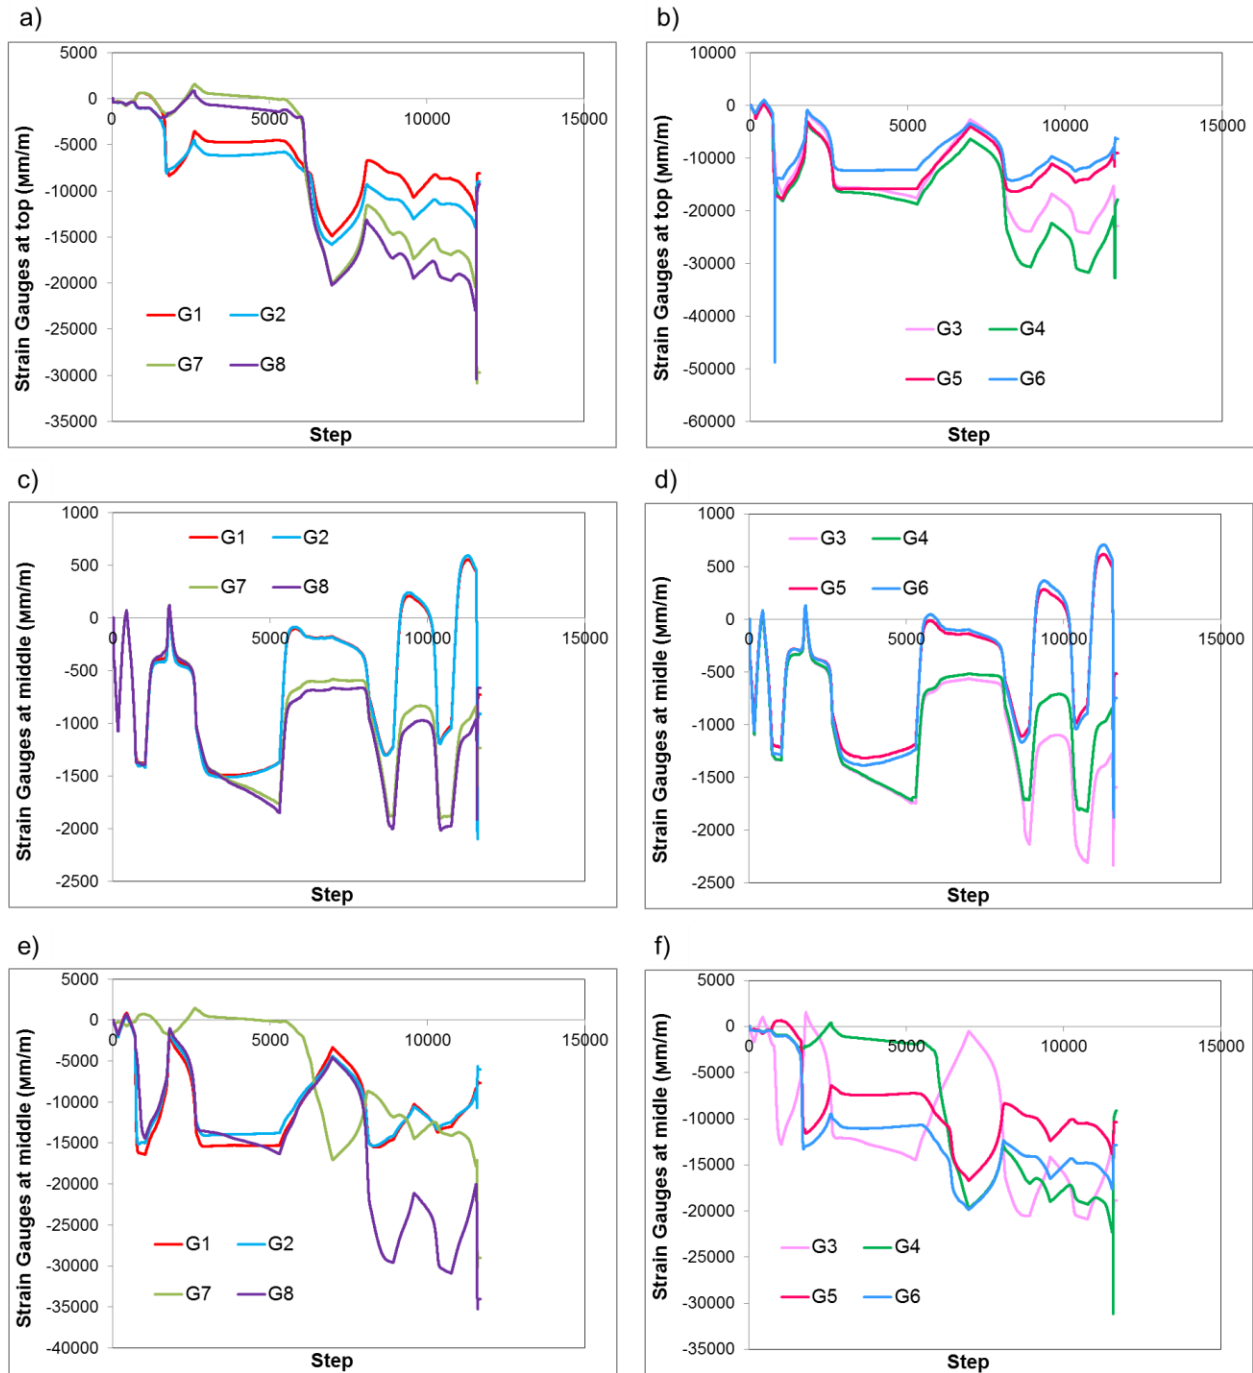 a)
5000
0
-5000
-10000
-15000
-20000
-25000
-30000
-35000
0
5000
10000
15000
Strain Gauges at top (мm/m)
Step
G1
G2
G7
G8
b)
10000
0
-10000
-20000
-30000
-40000
-50000
-60000
0
5000
10000
15000
Strain Gauges at top (мm/m)
Step
G3
G4
G5
G6
c)
1000
500
0
-500
-1000
-1500
-2000
-2500
0
5000
10000
15000
Strain Gauges at middle (мm/m)
Step
G1
G2
G7
G8
d)
1000
500
0
-500
-1000
-1500
-2000
-2500
0
5000
10000
15000
Strain Gauges at middle (мm/m)
Step
G3
G4
G5
G6
e)
5000
0
-5000
-10000
-15000
-20000
-25000
-30000
-35000
-40000
0
5000
10000
15000
Strain Gauges at middle (мm/m)
Step
G1
G2
G7
G8
f)
5000
0
-5000
-10000
-15000
-20000
-25000
-30000
-35000
0
5000
10000
15000
Strain Gauges at middle (мm/m)
Step
G3
G4
G5
G6